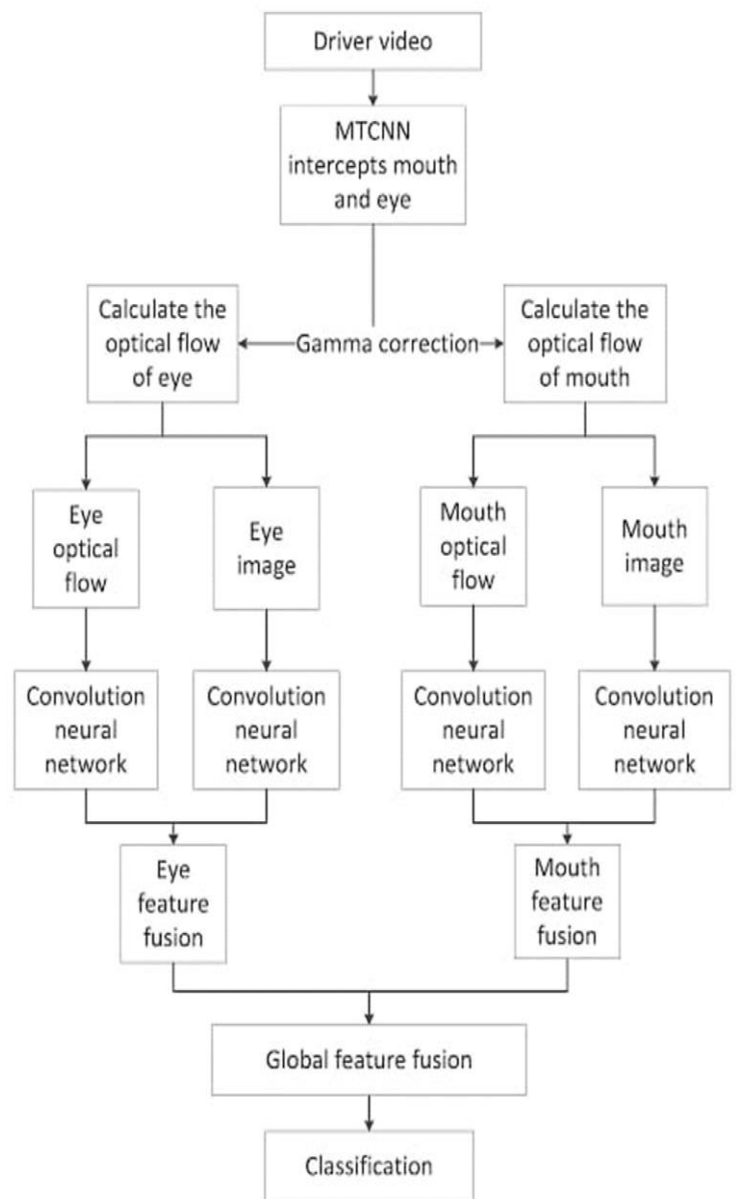 Driver video
MTCNN
intercepts mouth
and eye
Calculate the
optical flow
of eye
Gamma correction
Calculate the
optical flow
of mouth
Eye
optical
flow
Eye
image
Mouth
optical
flow
Mouth
image
Convolution
neural
network
Convolution
neural
network
Convolution
neural
network
Convolution
neural
network
Eye
feature
fusion
Mouth
feature
fusion
Global feature fusion
Classification